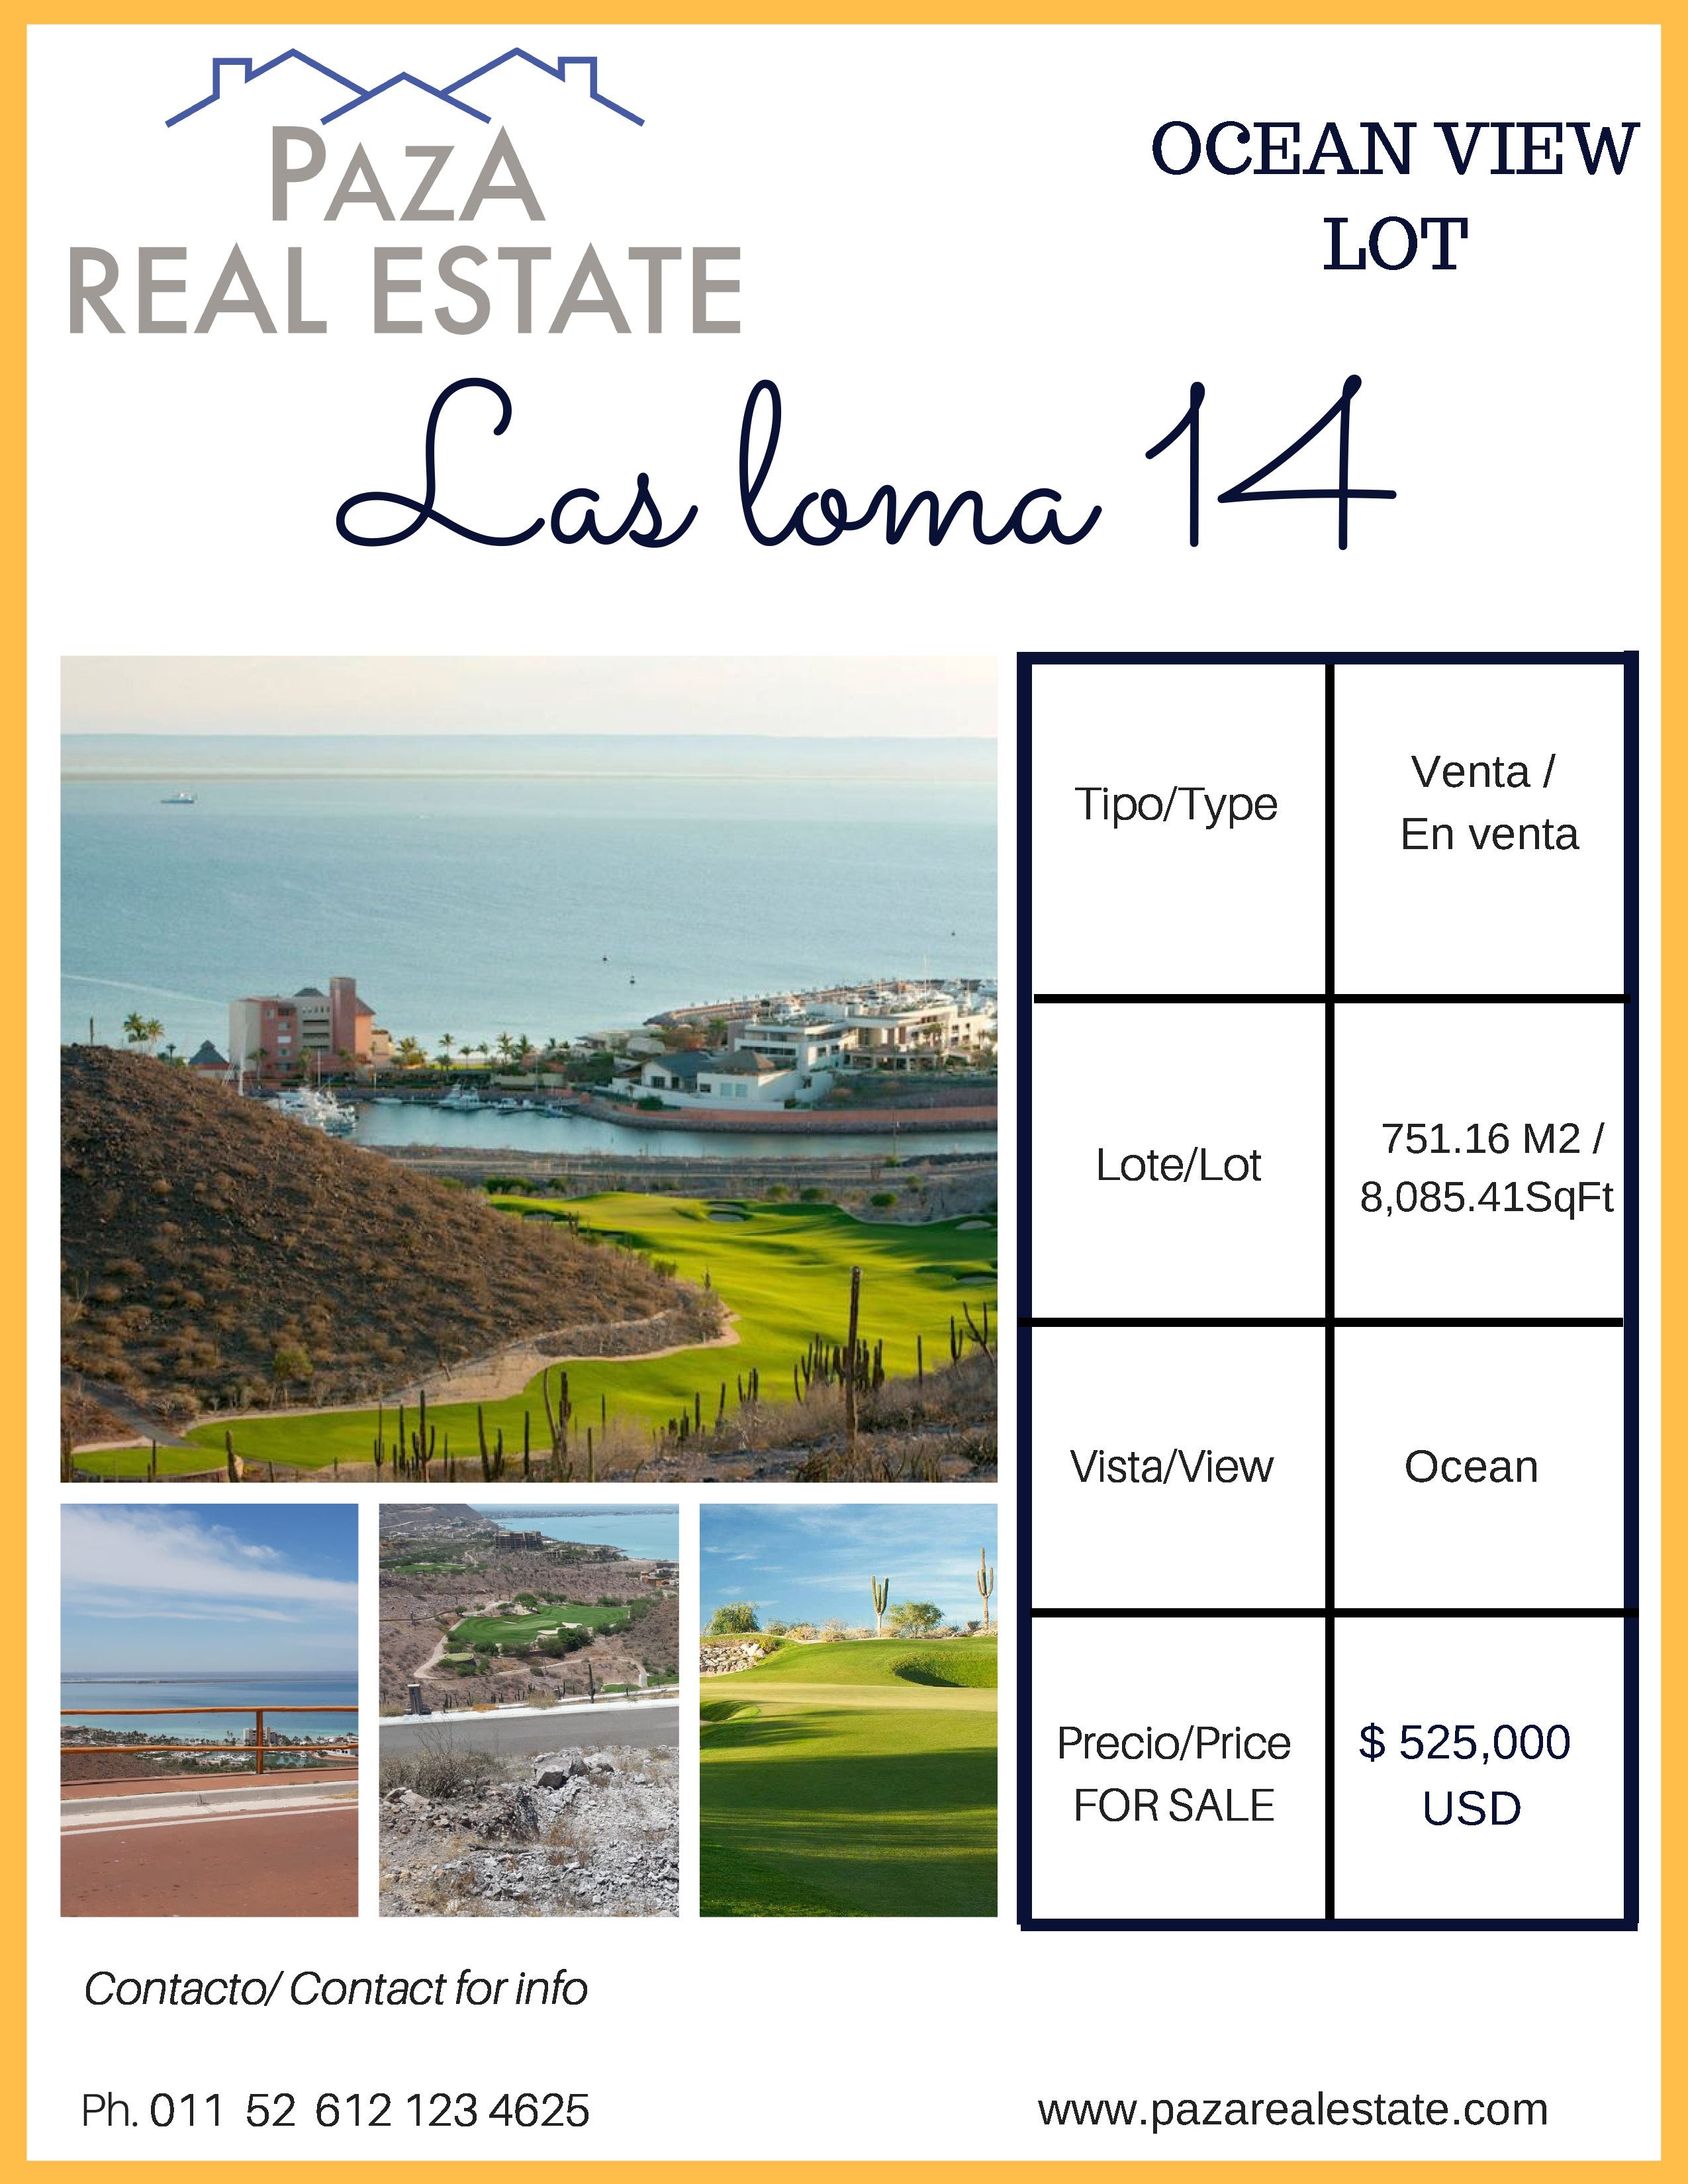 PAZA
REAL ESTATE
OCEAN VIEW
LOT
Las loma 14
Tipo/Type
Venta /
En venta
Lote/Lot
751.16 M2 /
8,085.41SqFt
Vista/View
Ocean
Precio/Price
FOR SALE
$ 525,000
USD
Contacto/ Contact for info
Ph. 011 52 612 123 4625
www.pazarealestate.com